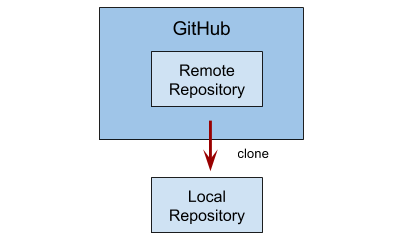 GitHub
Remote
Repository
clone
Local
Repository